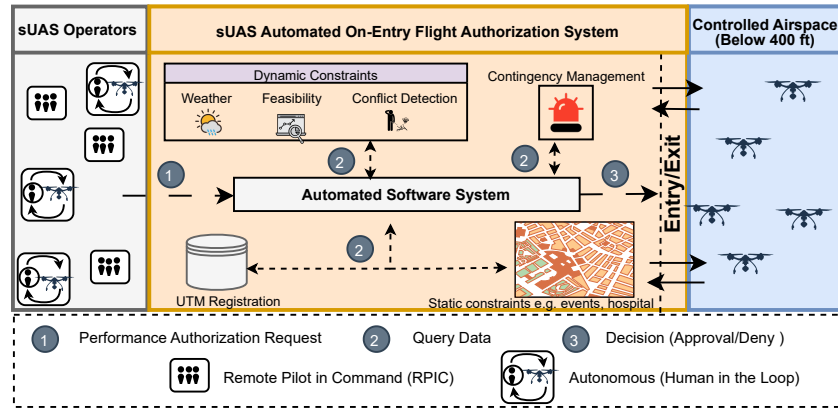 sUAS Operators
sUAS Automated On-Entry Flight Authorization System
Controlled Airspace
(Below 400 ft)
Dynamic Constraints
Weather
Feasibility
Conflict Detection
Contingency Management
2
2
1
Automated Software System
3
Entry/Exit
2
UTM Registration
Static constraints e.g. events, hospital
1 Performance Authorization Request
2 Query Data
3 Decision (Approval/Deny )
Remote Pilot in Command (RPIC)
Autonomous (Human in the Loop)